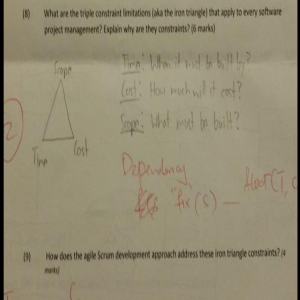 (8) What are the triple constraint limitations (aka the iron triangle) that apply to every software
project management? Explain why are they constraints? (6 marks)
Time: When it must be built by?
Scope
Cost: How much will it cost?
Scope: What must be built?
2
Time
Cost
Dependency
"fix(S) —
(9) How does the agile Scrum development approach address these iron triangle constraints? (4
marks)